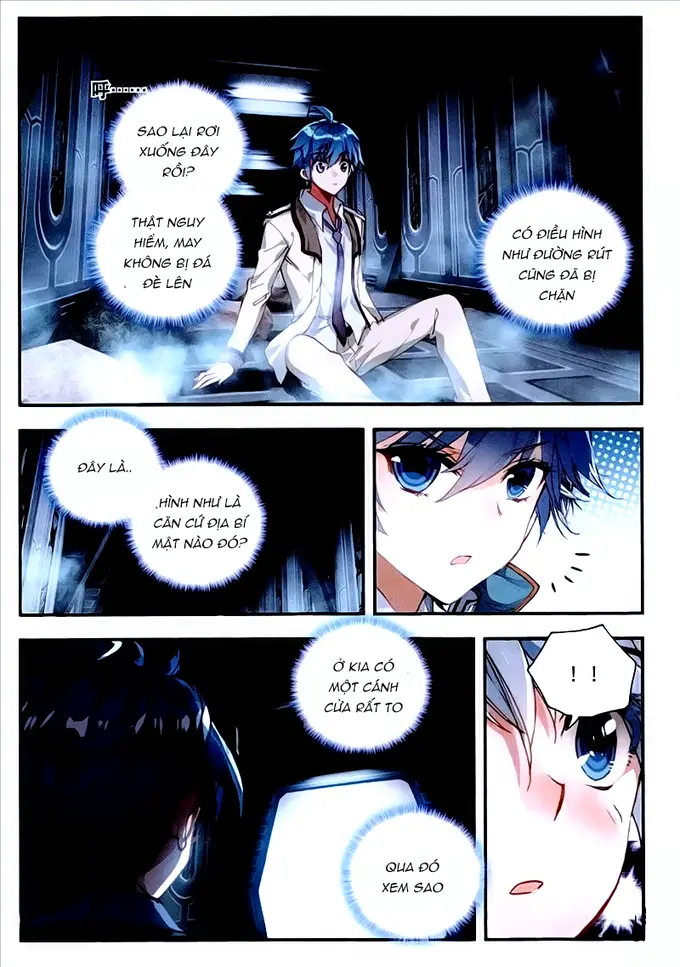 呼……
SAO LẠI RƠI
XUỐNG ĐÂY
RỒI?
THẬT NGUY
HIỂM, MAY
KHÔNG BỊ ĐÁ
ĐÈ LÊN
CÓ ĐIỀU HÌNH
NHƯ ĐƯỜNG RÚT
CŨNG ĐÃ BỊ
CHẶN
ĐÂY LÀ..
HÌNH NHƯ LÀ
CĂN CỨ ĐỊA BÍ
MẬT NÀO ĐÓ?
Ở KIA CÓ
MỘT CÁNH
CỬA RẤT TO
QUA ĐÓ
XEM SAO
！！